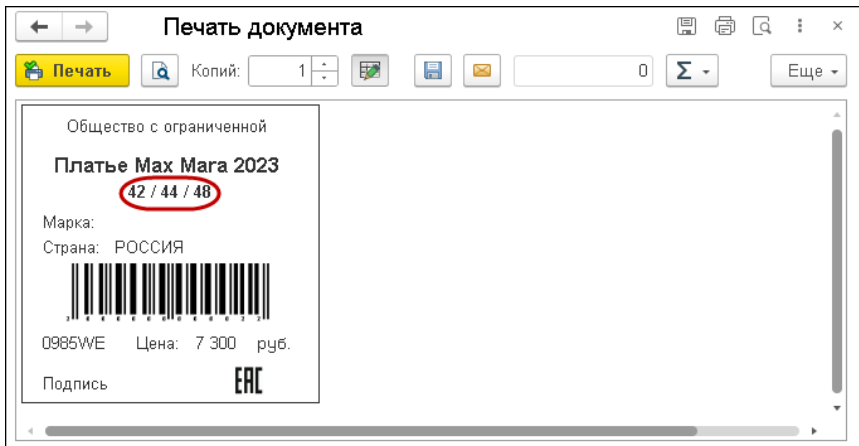 Печать документа
Печать Копий: 1 0 Σ Еще
Общество с ограниченной
Платье Max Mara 2023
42 / 44 / 48
Марка:
Страна: РОССИЯ
0985WE Цена: 7 300 руб.
Подпись ЕАС